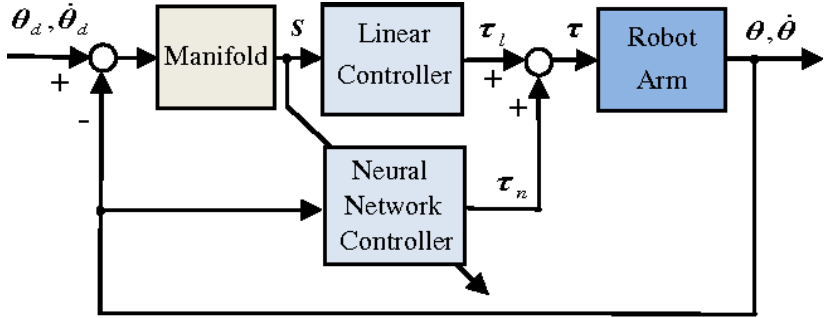 θ_d, θ̇_d
+
-
Manifold
S
Linear
Controller
τ_l
+
+
τ
Robot
Arm
θ, θ̇
Neural
Network
Controller
τ_n